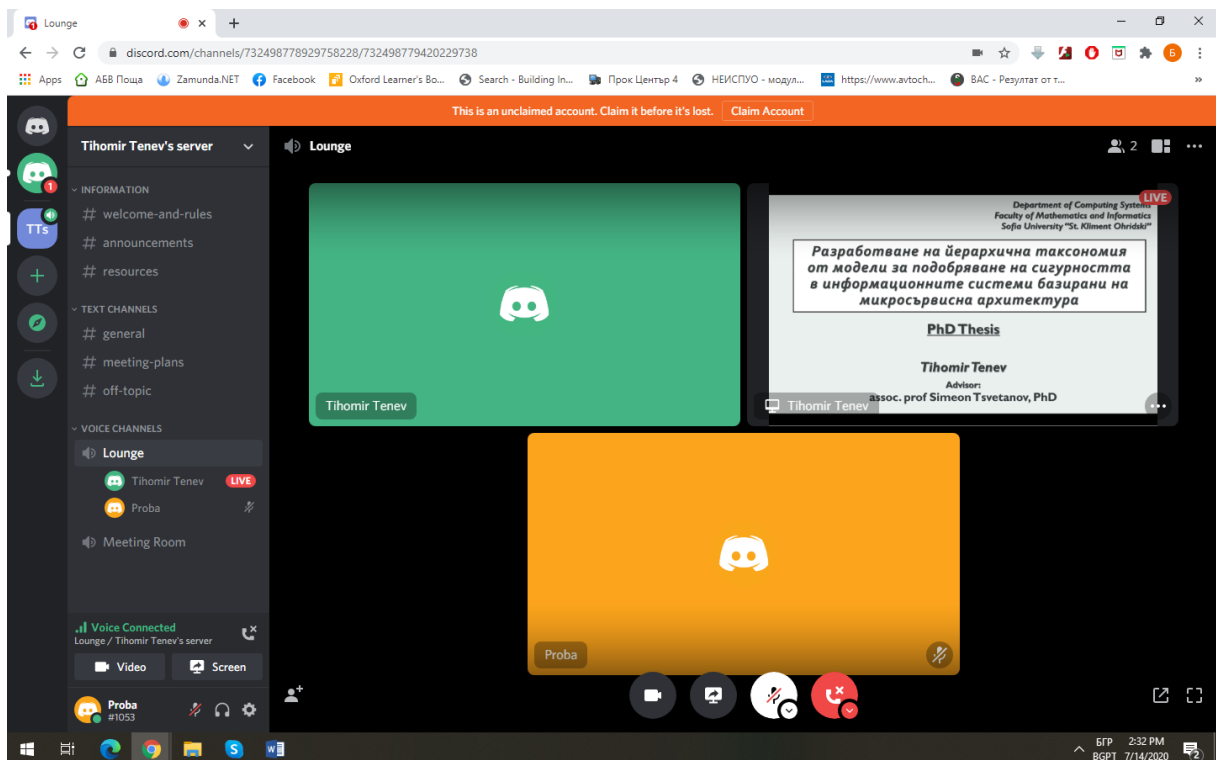 Lounge
discord.com/channels/732498778929758228/732498779420229738
Б
Apps
АБВ Поща
Zamunda.NET
Facebook
Oxford Learner's Bo...
Search - Building In...
Прок Център 4
НЕИСПУО - модул...
https://www.avtoch...
ВАС - Резултат от т...
»
This is an unclaimed account. Claim it before it's lost.
Claim Account
1
TTs
Tihomir Tenev's server
INFORMATION
# welcome-and-rules
# announcements
# resources
TEXT CHANNELS
# general
# meeting-plans
# off-topic
VOICE CHANNELS
Lounge
Tihomir Tenev LIVE
Proba
Meeting Room
Voice Connected
Lounge / Tihomir Tenev's server
Video
Screen
Proba
#1053
Lounge
2
Tihomir Tenev
LIVE
Department of Computing Systems
Faculty of Mathematics and Informatics
Sofia University "St. Kliment Ohridski"
Разработване на йерархична таксономия
от модели за подобряване на сигурността
в информационните системи базирани на
микросървисна архитектура
PhD Thesis
Tihomir Tenev
Advisor:
assoc. prof Simeon Tsvetanov, PhD
Tihomir Tenev
Proba
БГР
BGPT
2:32 PM
7/14/2020
2